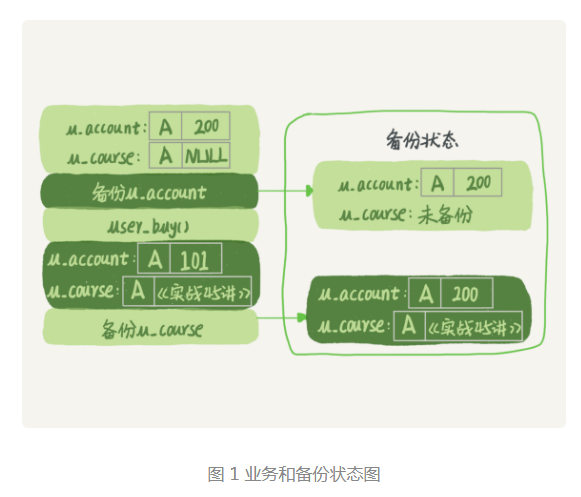 u_account: A 200
u_course: A NULL
备份u_account
user_buy()
u_account: A 101
u_course: A 《实战45讲》
备份u_course
备份状态
u_account: A 200
u_course: 未备份
u_account: A 200
u_course: A 《实战45讲》
图 1 业务和备份状态图